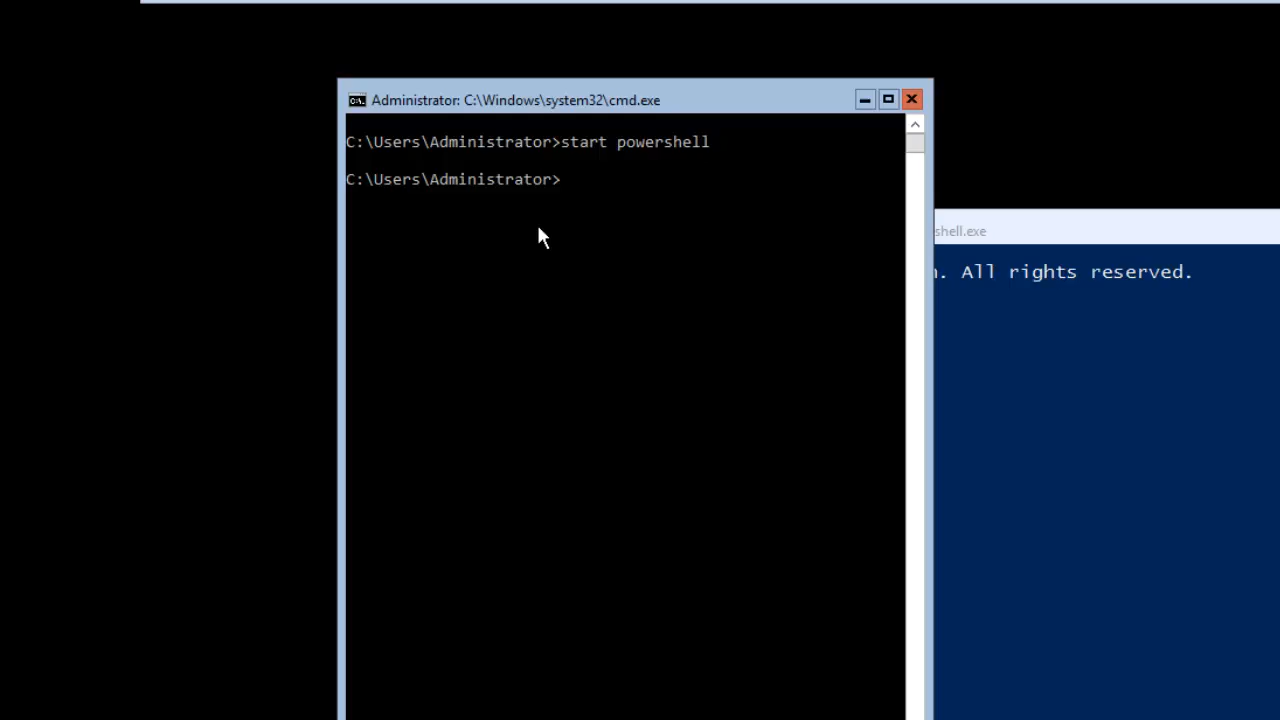 Administrator: C:\Windows\system32\cmd.exe
C:\Users\Administrator>start powershell
C:\Users\Administrator>
shell.exe
. All rights reserved.